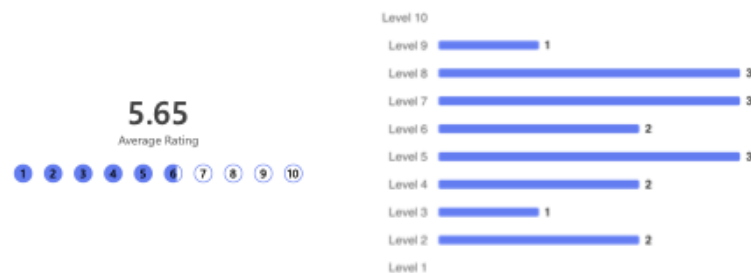 5.65
Average Rating
1 2 3 4 5 6 7 8 9 10
Level 10
Level 9 1
Level 8 3
Level 7 3
Level 6 2
Level 5 3
Level 4 2
Level 3 1
Level 2 2
Level 1